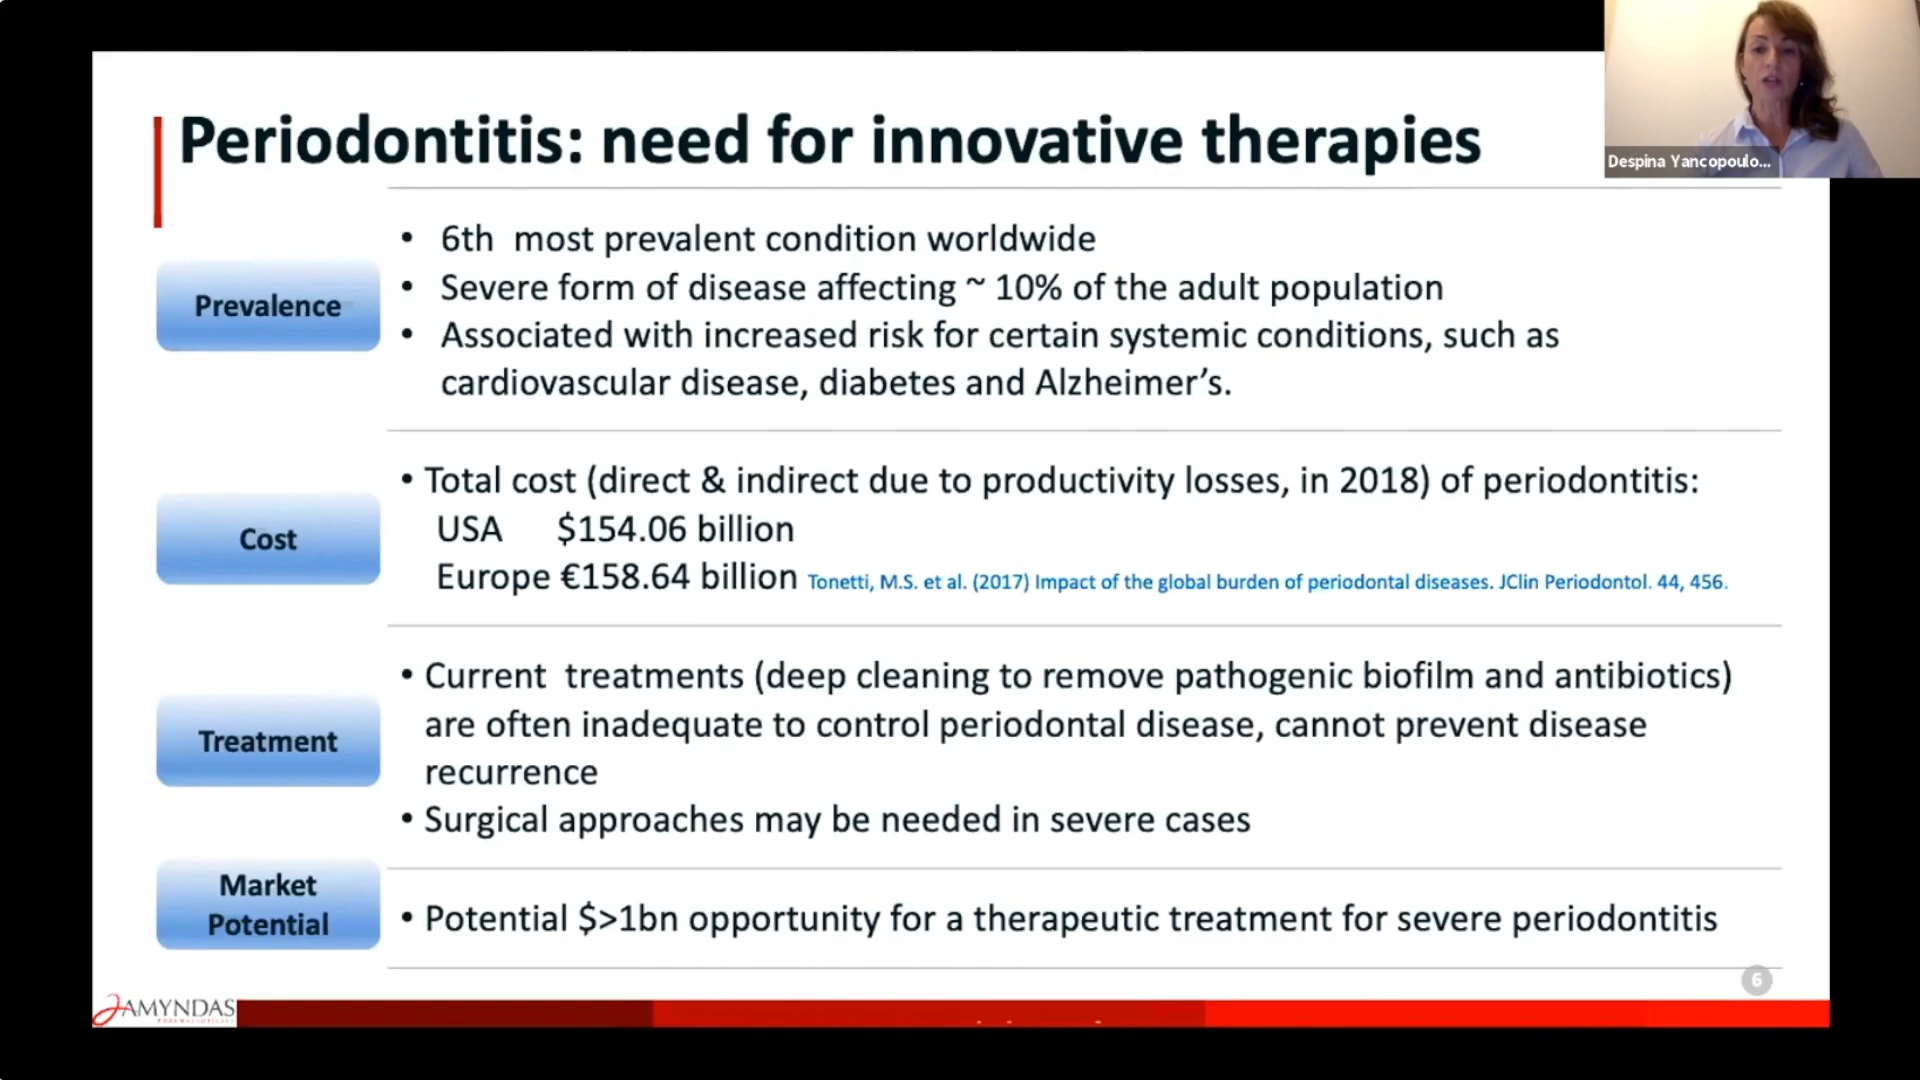 Periodontitis: need for innovative therapies
Despina Yancopoulo...
Prevalence
• 6th most prevalent condition worldwide
• Severe form of disease affecting ~ 10% of the adult population
• Associated with increased risk for certain systemic conditions, such as
cardiovascular disease, diabetes and Alzheimer’s.
Cost
• Total cost (direct & indirect due to productivity losses, in 2018) of periodontitis:
USA $154.06 billion
Europe €158.64 billion Tonetti, M.S. et al. (2017) Impact of the global burden of periodontal diseases. JClin Periodontol. 44, 456.
Treatment
• Current treatments (deep cleaning to remove pathogenic biofilm and antibiotics)
are often inadequate to control periodontal disease, cannot prevent disease
recurrence
• Surgical approaches may be needed in severe cases
Market
Potential
• Potential $>1bn opportunity for a therapeutic treatment for severe periodontitis
6
AMYNDAS